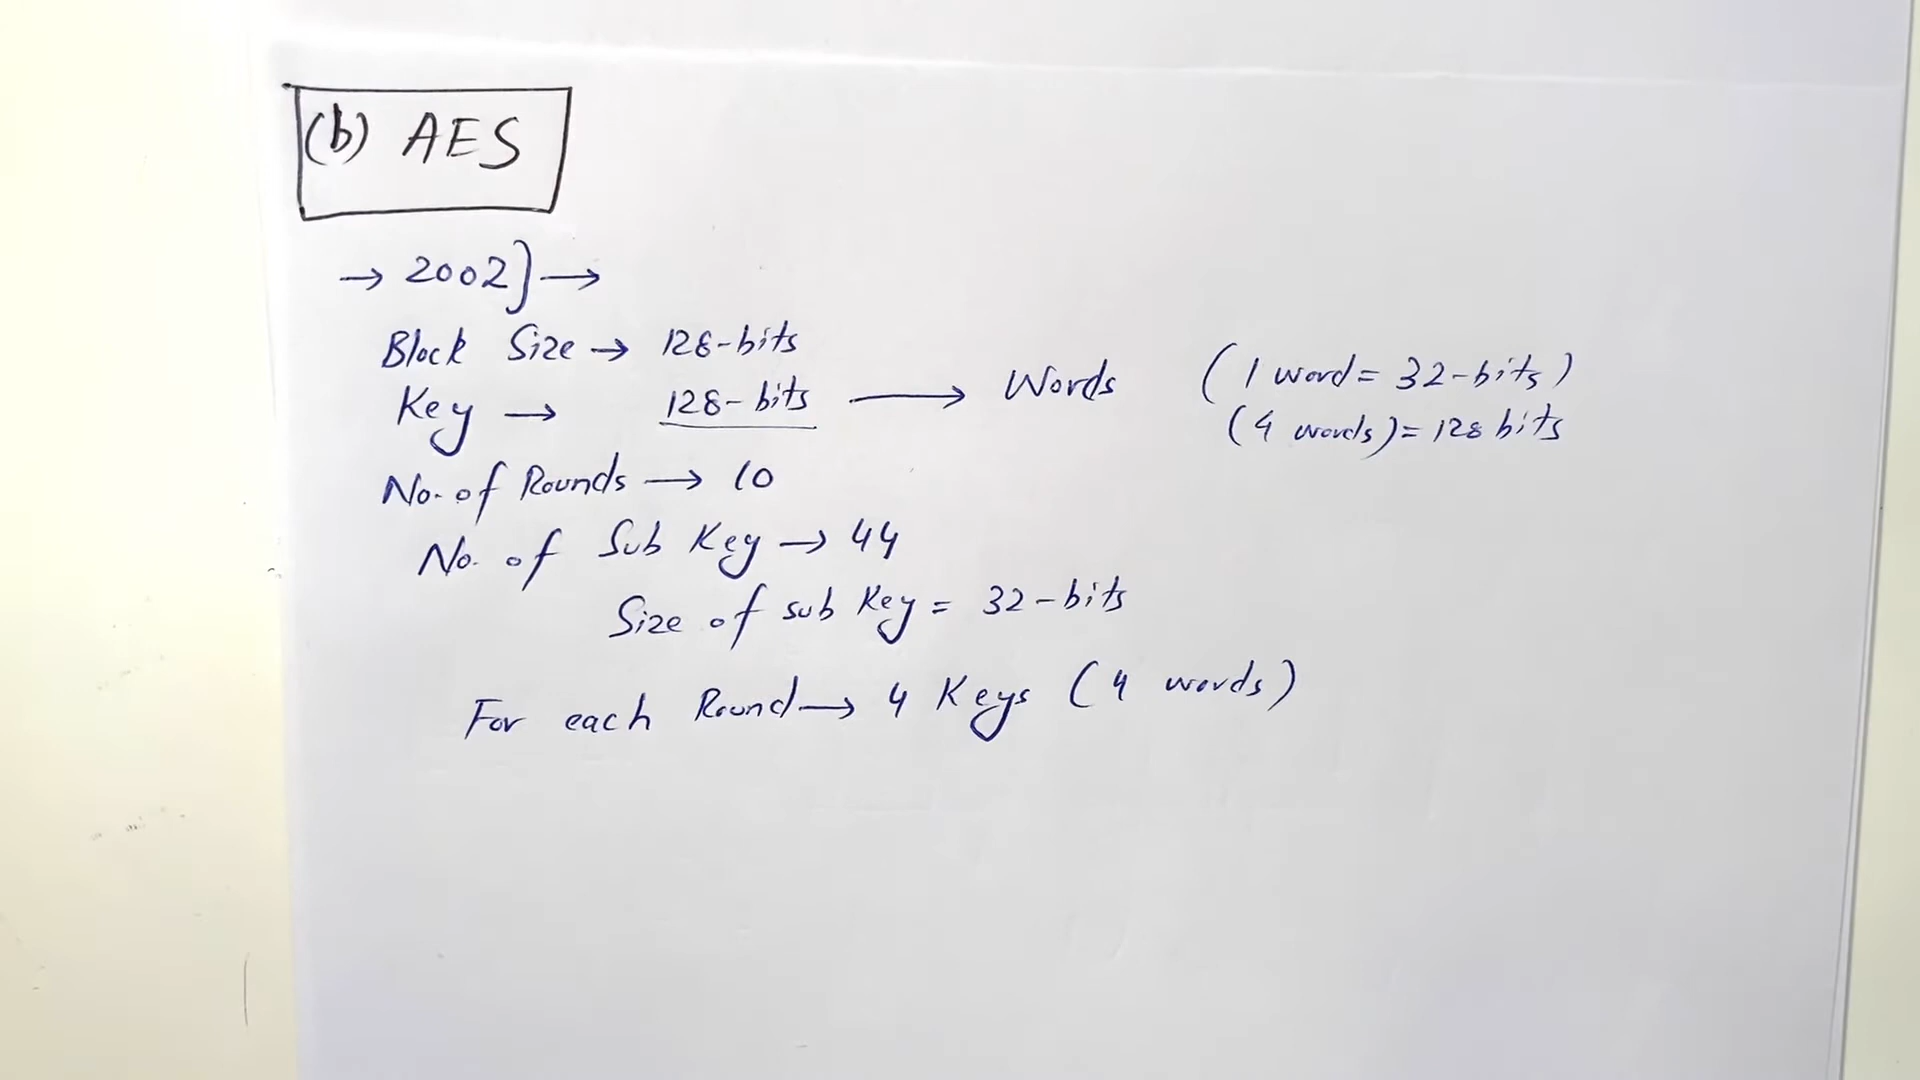 (b) AES
→ 2002} →
Block Size → 128-bits
Key → 128-bits → Words (1 word = 32-bits)
(4 words) = 128 bits
No. of Rounds → 10
No. of Sub Key → 44
Size of sub key = 32-bits
For each Round → 4 Keys (4 words)